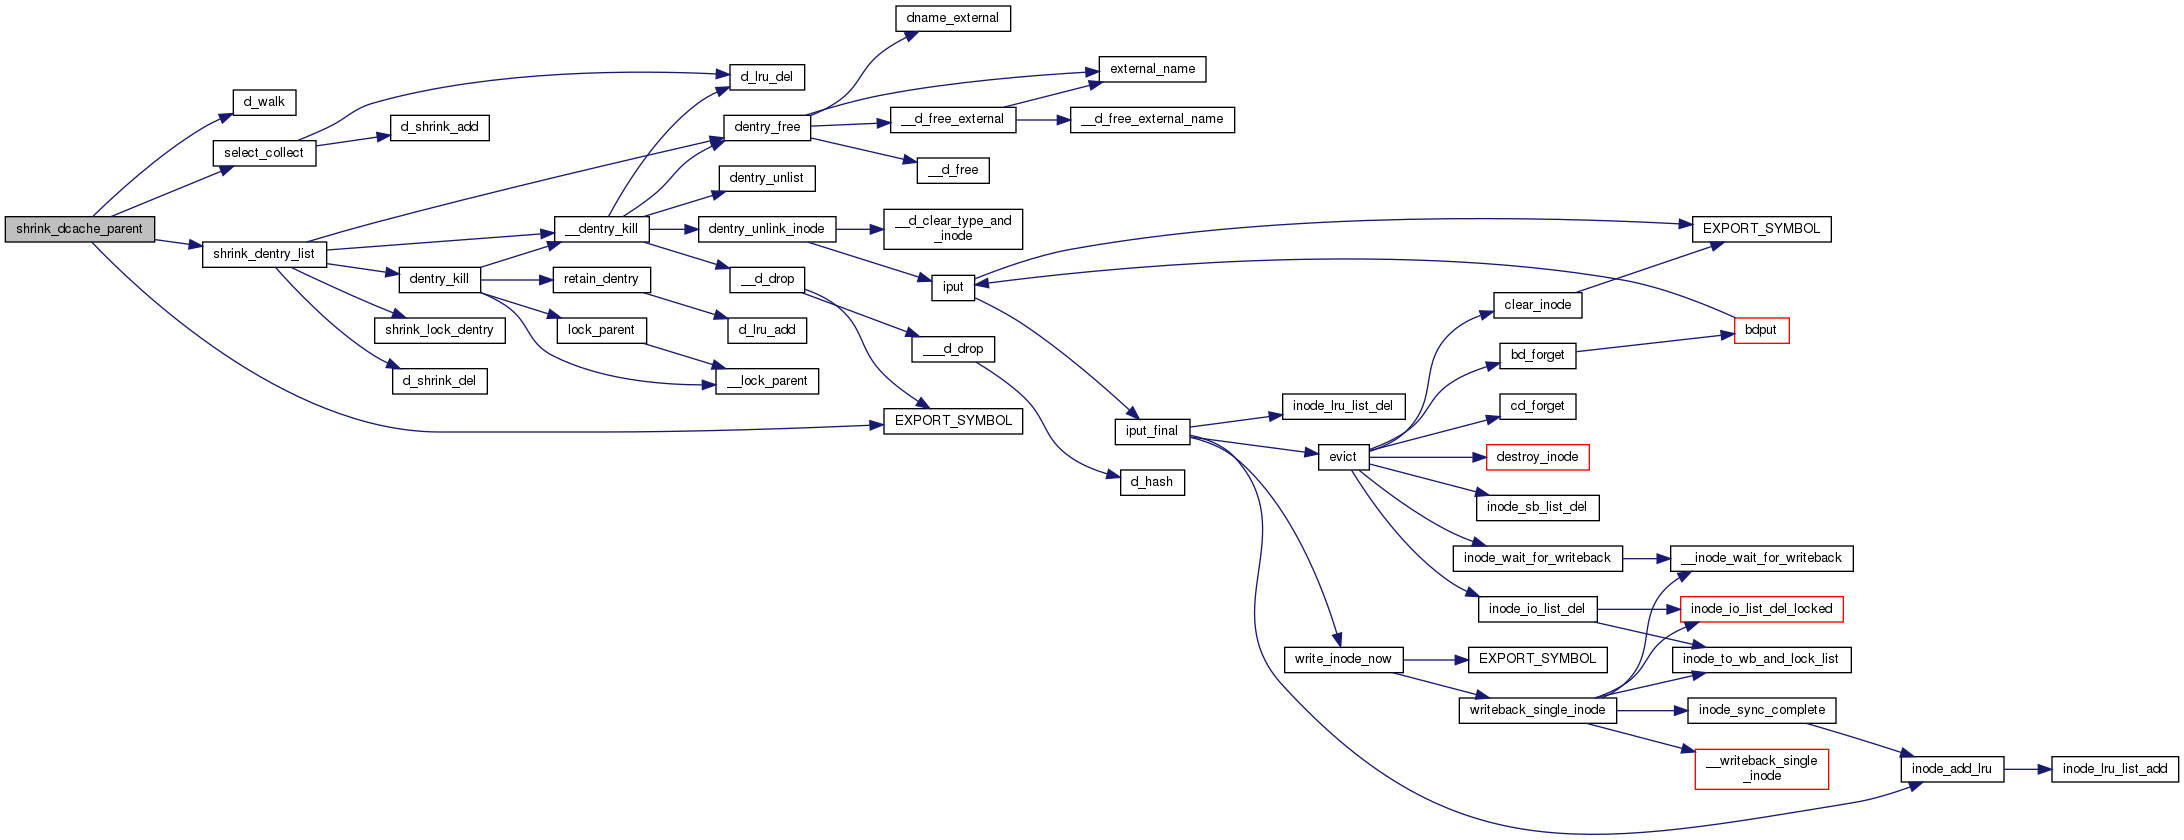 dname_external
external_name
d_lru_del
d_walk
d_shrink_add
dentry_free
__d_free_external
__d_free_external_name
select_collect
__d_free
dentry_unlist
shrink_dcache_parent
__dentry_kill
dentry_unlink_inode
__d_clear_type_and
_inode
EXPORT_SYMBOL
shrink_dentry_list
dentry_kill
retain_dentry
__d_drop
iput
clear_inode
shrink_lock_dentry
lock_parent
d_lru_add
bdput
___d_drop
bd_forget
d_shrink_del
__lock_parent
inode_lru_list_del
cd_forget
EXPORT_SYMBOL
iput_final
evict
destroy_inode
d_hash
inode_sb_list_del
inode_wait_for_writeback
__inode_wait_for_writeback
inode_io_list_del
inode_io_list_del_locked
write_inode_now
EXPORT_SYMBOL
inode_to_wb_and_lock_list
writeback_single_inode
inode_sync_complete
__writeback_single
_inode
inode_add_lru
inode_lru_list_add